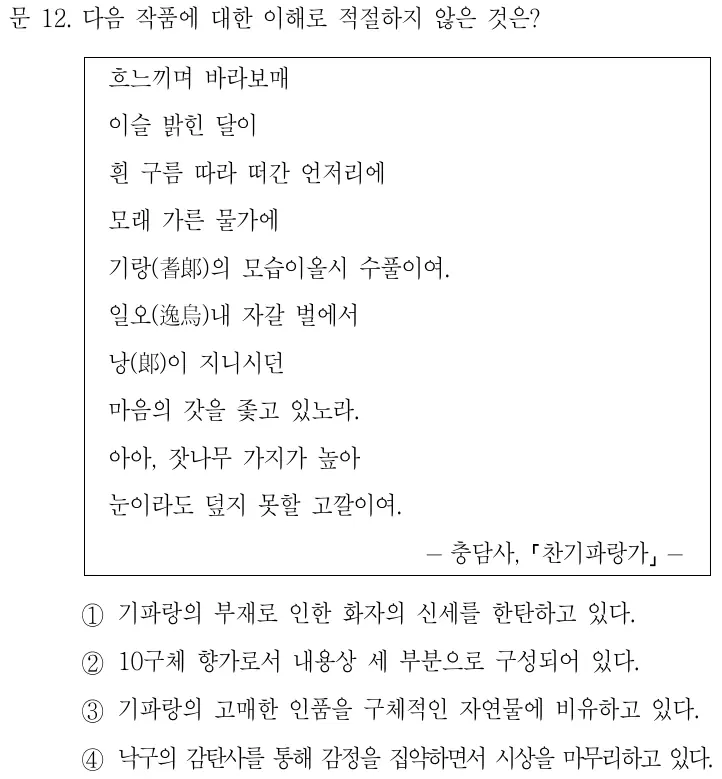 문 12. 다음 작품에 대한 이해로 적절하지 않은 것은?
흐느끼며 바라보매
이슬 밝힌 달이
흰 구름 따라 떠간 언저리에
모래 가른 물가에
기랑(耆郞)의 모습이올시 수풀이여.
일오(逸烏)내 자갈 벌에서
낭(郞)이 지니시던
마음의 갓을 좇고 있노라.
아아, 잣나무 가지가 높아
눈이라도 덮지 못할 고깔이여.
- 충담사, 「찬기파랑가」 -
① 기파랑의 부재로 인한 화자의 신세를 한탄하고 있다.
② 10구체 향가로서 내용상 세 부분으로 구성되어 있다.
③ 기파랑의 고매한 인품을 구체적인 자연물에 비유하고 있다.
④ 낙구의 감탄사를 통해 감정을 집약하면서 시상을 마무리하고 있다.